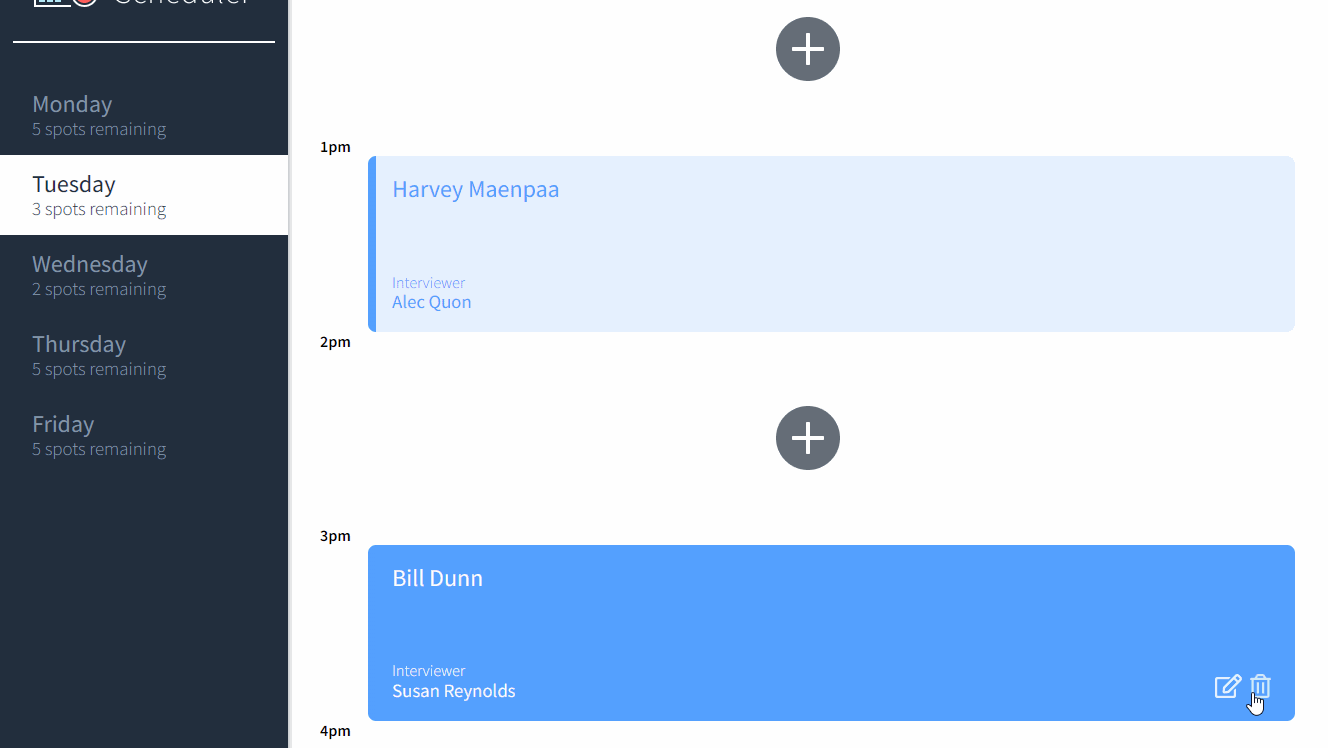 Scheduler
Monday
5 spots remaining
Tuesday
3 spots remaining
Wednesday
2 spots remaining
Thursday
5 spots remaining
Friday
5 spots remaining
1pm
Harvey Maenpaa
Interviewer
Alec Quon
2pm
3pm
Bill Dunn
Interviewer
Susan Reynolds
4pm